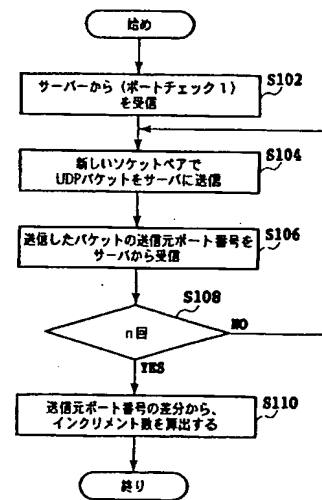 始め
サーバーから(ポートチェック1)
を受信
S102
新しいソケットペアで
UDPパケットをサーバに送信
S104
送信したパケットの送信元ポート番号を
サーバから受信
S106
n回
S108
NO
YES
送信元ポート番号の差分から、
インクリメント数を算出する
S110
終り